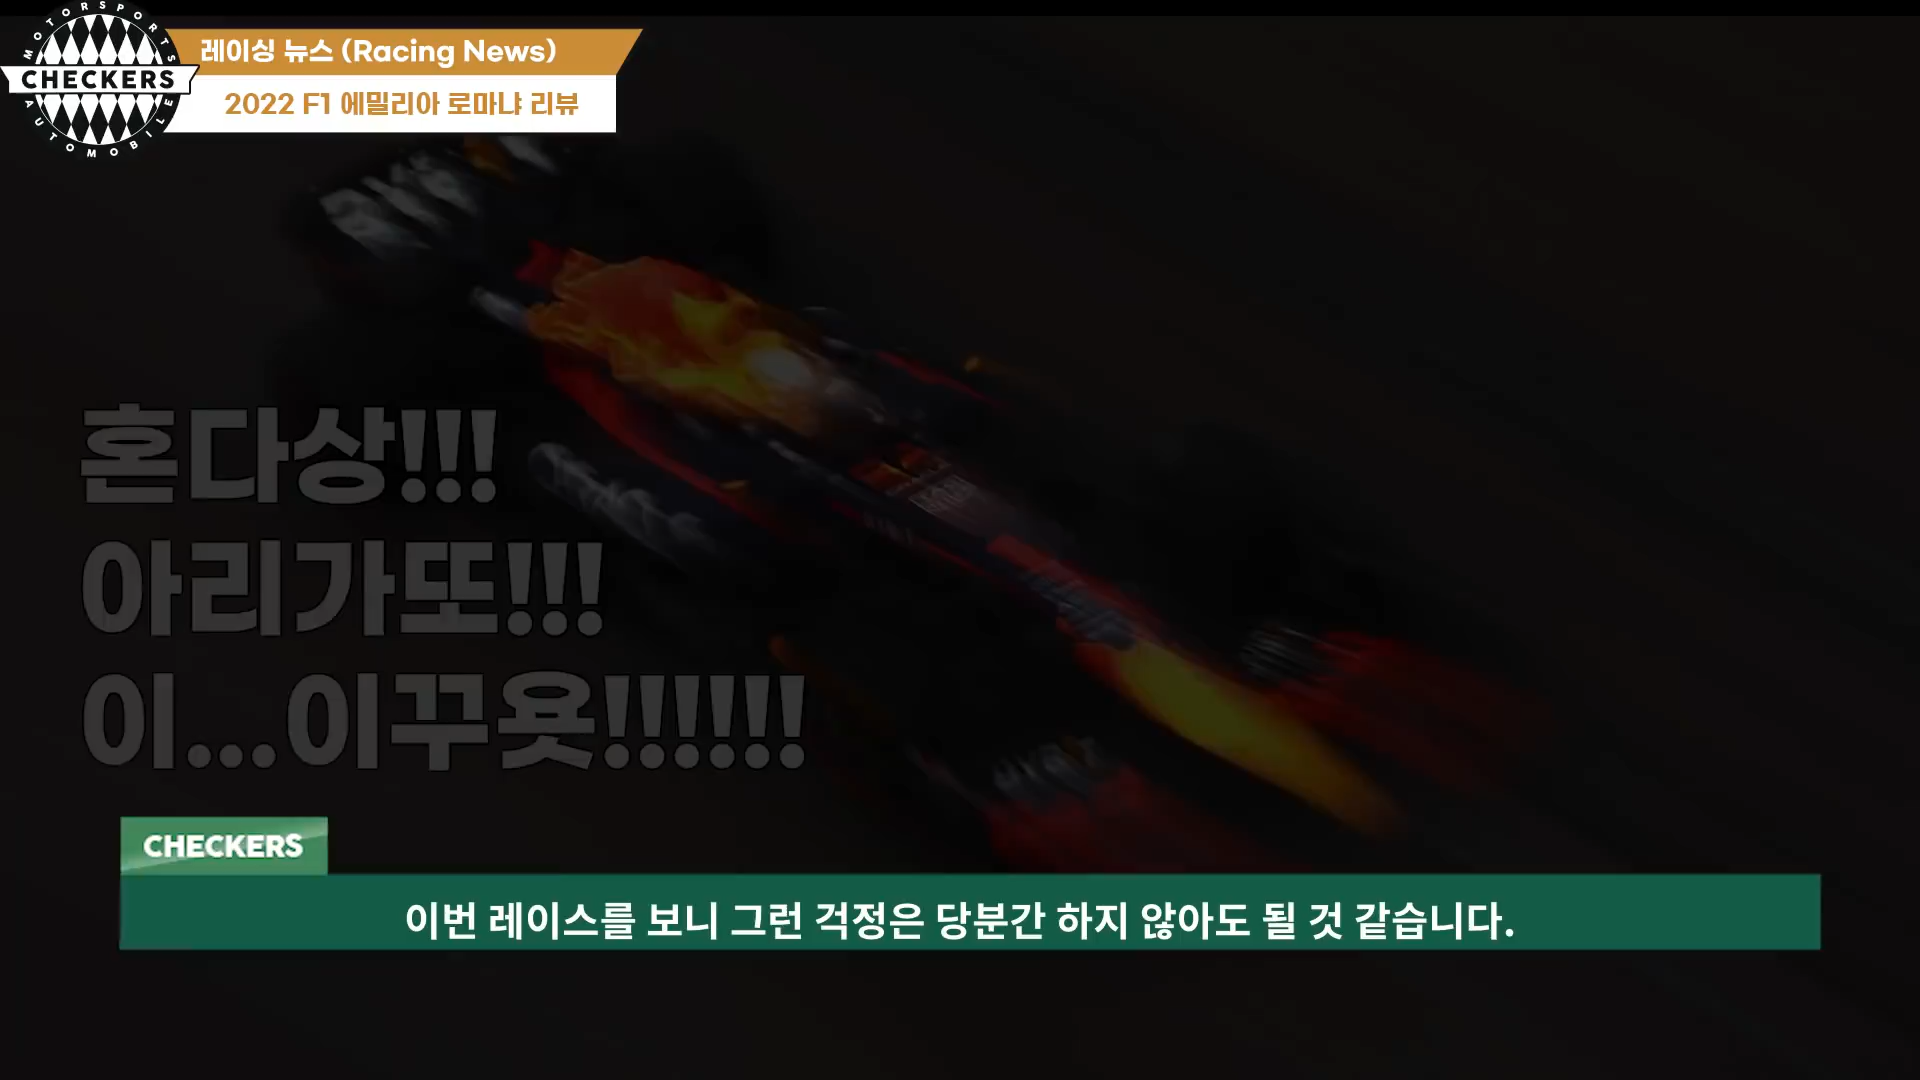 MOTORSPORTS
CHECKERS
AUTOMOBILE
레이싱 뉴스 (Racing News)
2022 F1 에밀리아 로마냐 리뷰
혼다상!!!
아리가또!!!
이...이꾸욧!!!!!!
CHECKERS
이번 레이스를 보니 그런 걱정은 당분간 하지 않아도 될 것 같습니다.